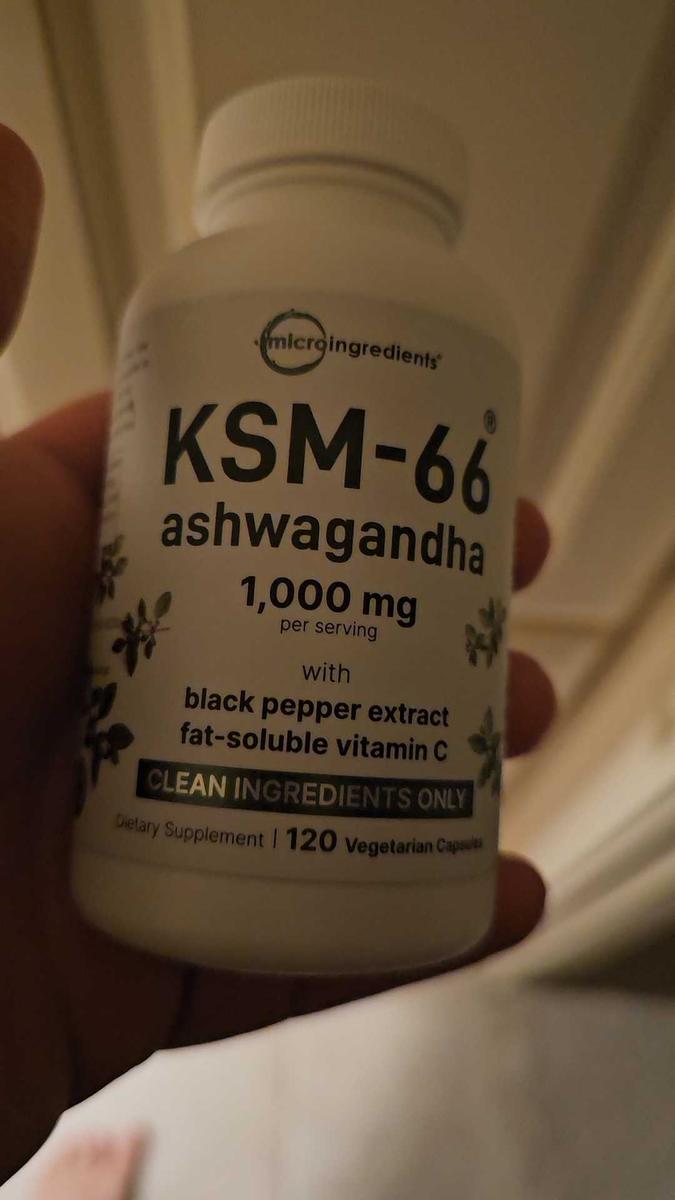 microingredients®
KSM-66®
ashwagandha
1,000 mg
per serving
with
black pepper extract
fat-soluble vitamin C
CLEAN INGREDIENTS ONLY
Dietary Supplement | 120 Vegetarian Capsules